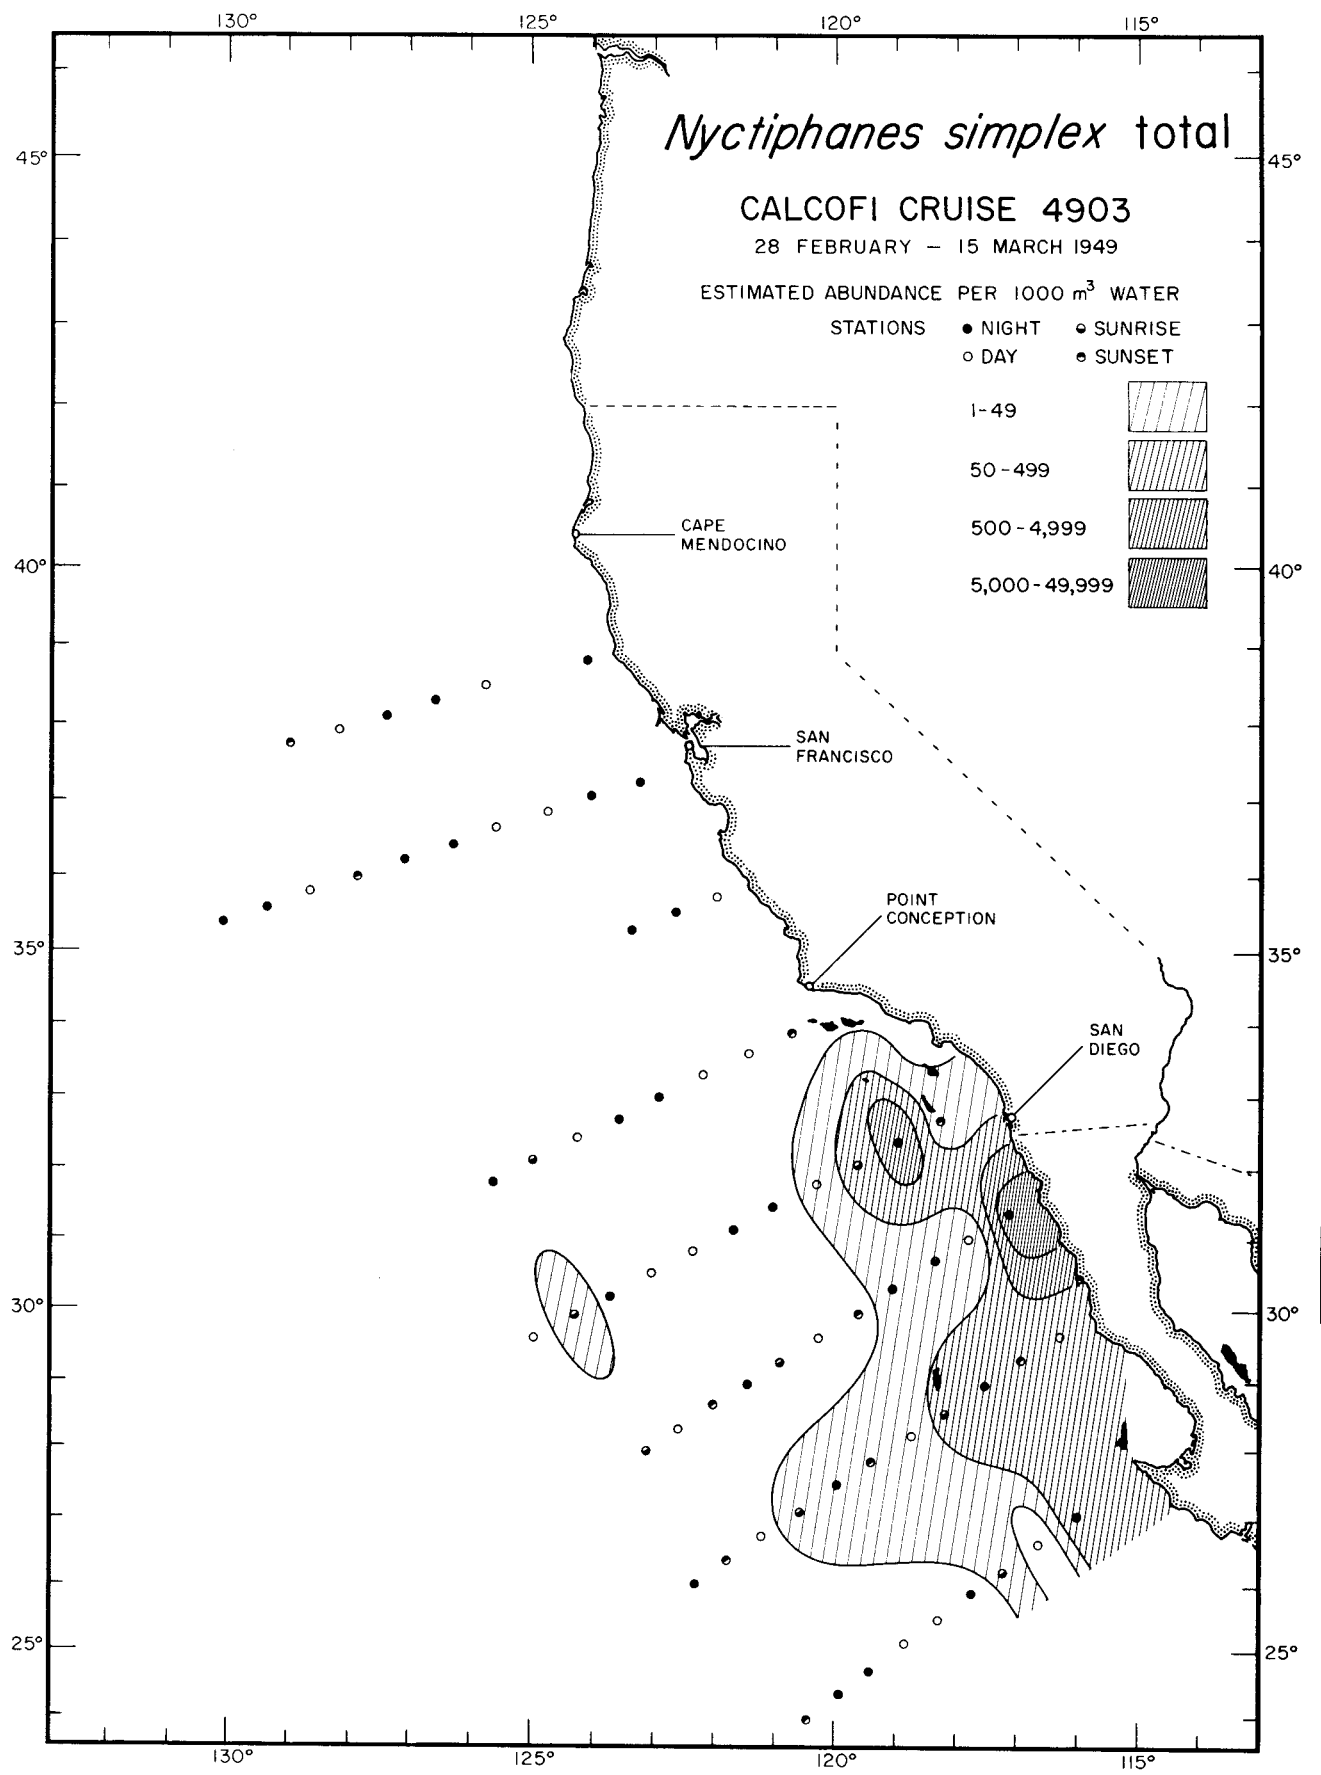 130° 125° 120° 115°
Nyctiphanes simplex total
45° 45°
CALCOFI CRUISE 4903
28 FEBRUARY – 15 MARCH 1949
ESTIMATED ABUNDANCE PER 1000 m³ WATER
STATIONS ● NIGHT ◒ SUNRISE
○ DAY ◓ SUNSET
1-49
50-499
500-4,999
5,000-49,999
CAPE
MENDOCINO
40° 40°
SAN
FRANCISCO
POINT
CONCEPTION
35° 35°
SAN
DIEGO
30° 30°
25° 25°
130° 125° 120° 115°